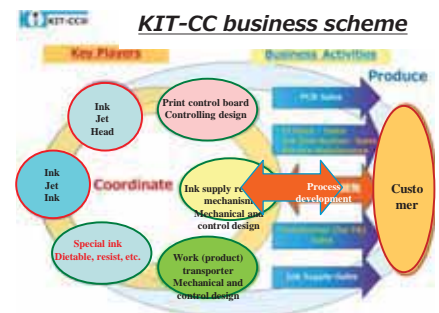 KIT-CC
KIT-CC business scheme
Key Players
Business Activities
Produce
Ink
Jet
Head
Print control board
Controlling design
PCB Sales
Ink
Jet
Ink
Coordinate
Ink supply re
mechanism
Mechanical and
control design
Process
development
Custo
mer
Special ink
Dietable, resist, etc.
Work (product)
transporter
Mechanical and
control design
Ink Supply Sales